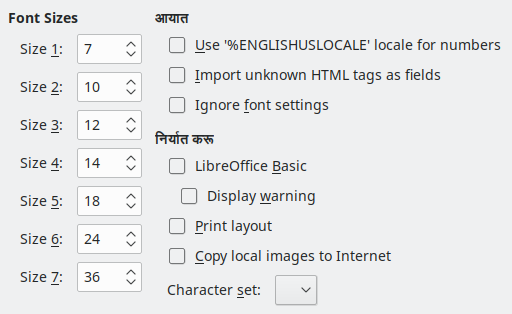 Font Sizes
Size 1: 7
Size 2: 10
Size 3: 12
Size 4: 14
Size 5: 18
Size 6: 24
Size 7: 36
आयात
Use '%ENGLISHUSLOCALE' locale for numbers
Import unknown HTML tags as fields
Ignore font settings
निर्यात करू
LibreOffice Basic
Display warning
Print layout
Copy local images to Internet
Character set: